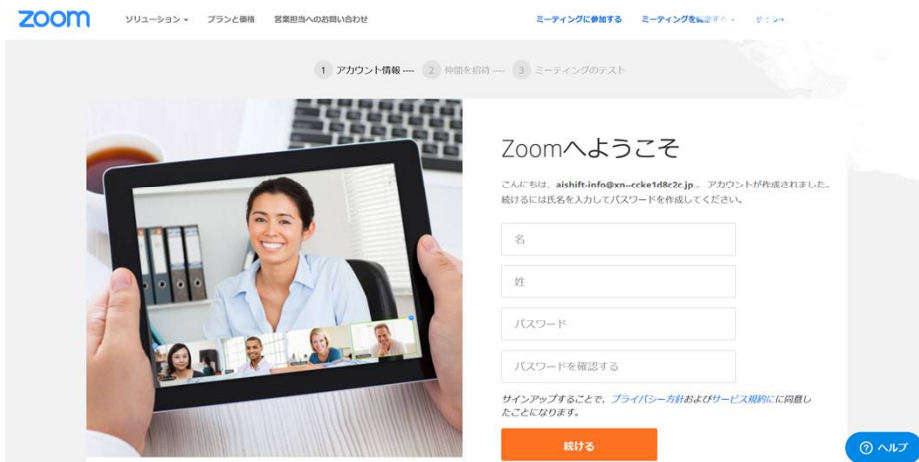 zoom
ソリューション プランと価格 営業担当へのお問い合わせ ミーティングに参加する
1 アカウント情報 ---- 2 仲間を招待 ---- 3 ミーティングのテスト
Zoomへようこそ
こんにちは、aishift-info@xn--ccke1d8c2c.jp.。アカウントが作成されました。
続けるには氏名を入力してパスワードを作成してください。
名
姓
パスワード
パスワードを確認する
サインアップすることで、プライバシー方針およびサービス規約にに同意し
たことになります。
続ける
ヘルプ